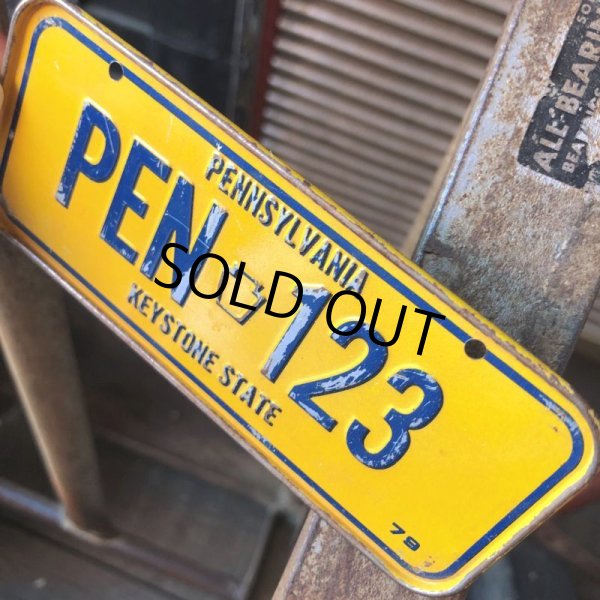 PENNSYLVANIA
PEN 123
KEYSTONE STATE
79
SOLD OUT
ALL-BEARIN